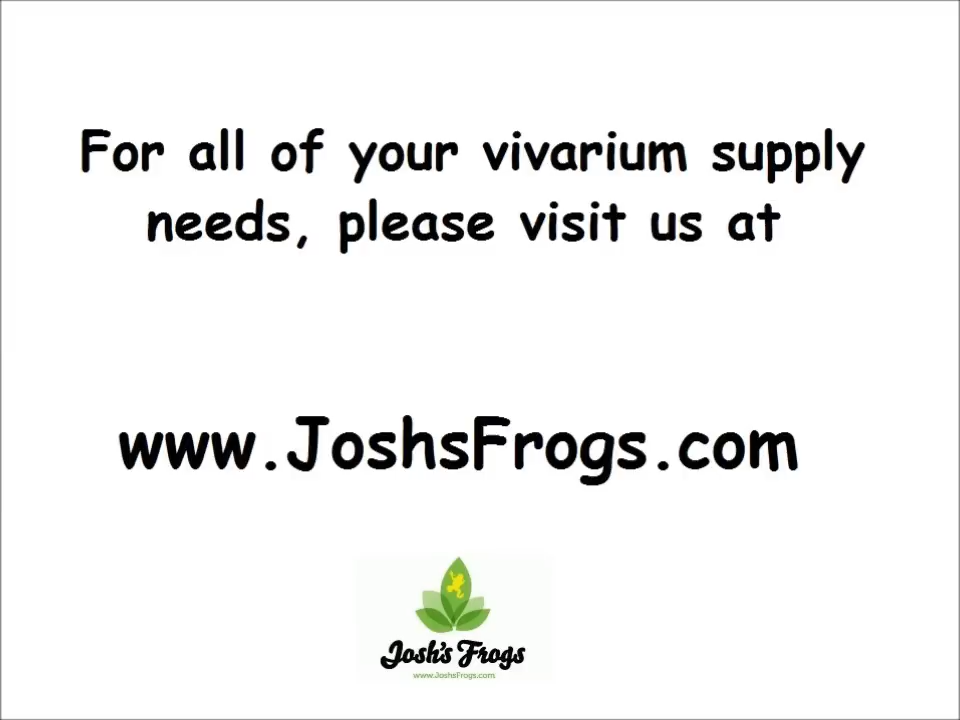 For all of your vivarium supply
needs, please visit us at
www.JoshsFrogs.com
Josh's Frogs
www.JoshsFrogs.com